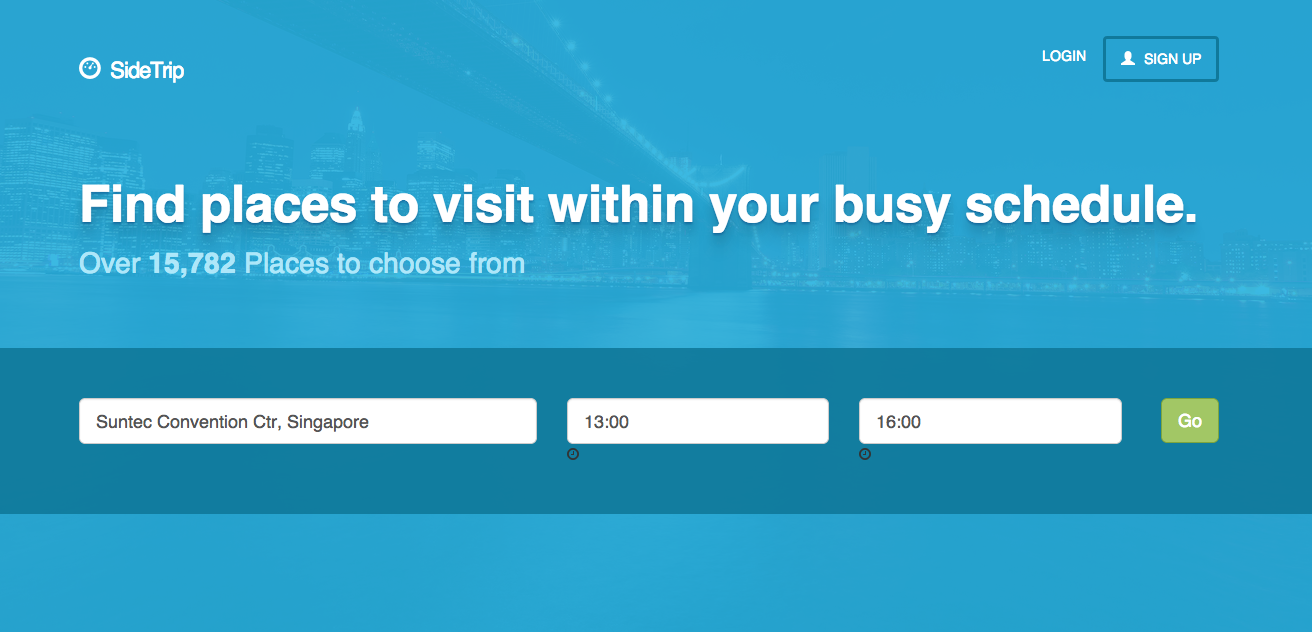 SideTrip
LOGIN
SIGN UP
Find places to visit within your busy schedule.
Over 15,782 Places to choose from
Suntec Convention Ctr, Singapore
13:00
16:00
Go